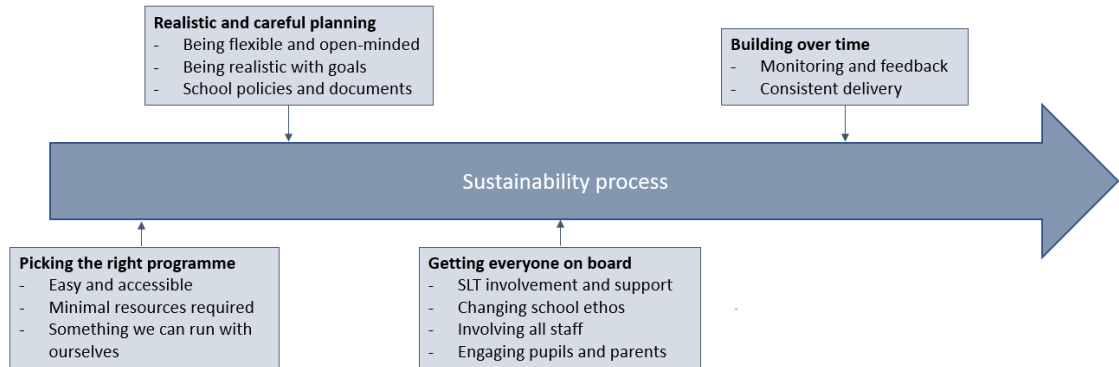 Realistic and careful planning
- Being flexible and open-minded
- Being realistic with goals
- School policies and documents
Building over time
- Monitoring and feedback
- Consistent delivery
Sustainability process
Picking the right programme
- Easy and accessible
- Minimal resources required
- Something we can run with
ourselves
Getting everyone on board
- SLT involvement and support
- Changing school ethos
- Involving all staff
- Engaging pupils and parents